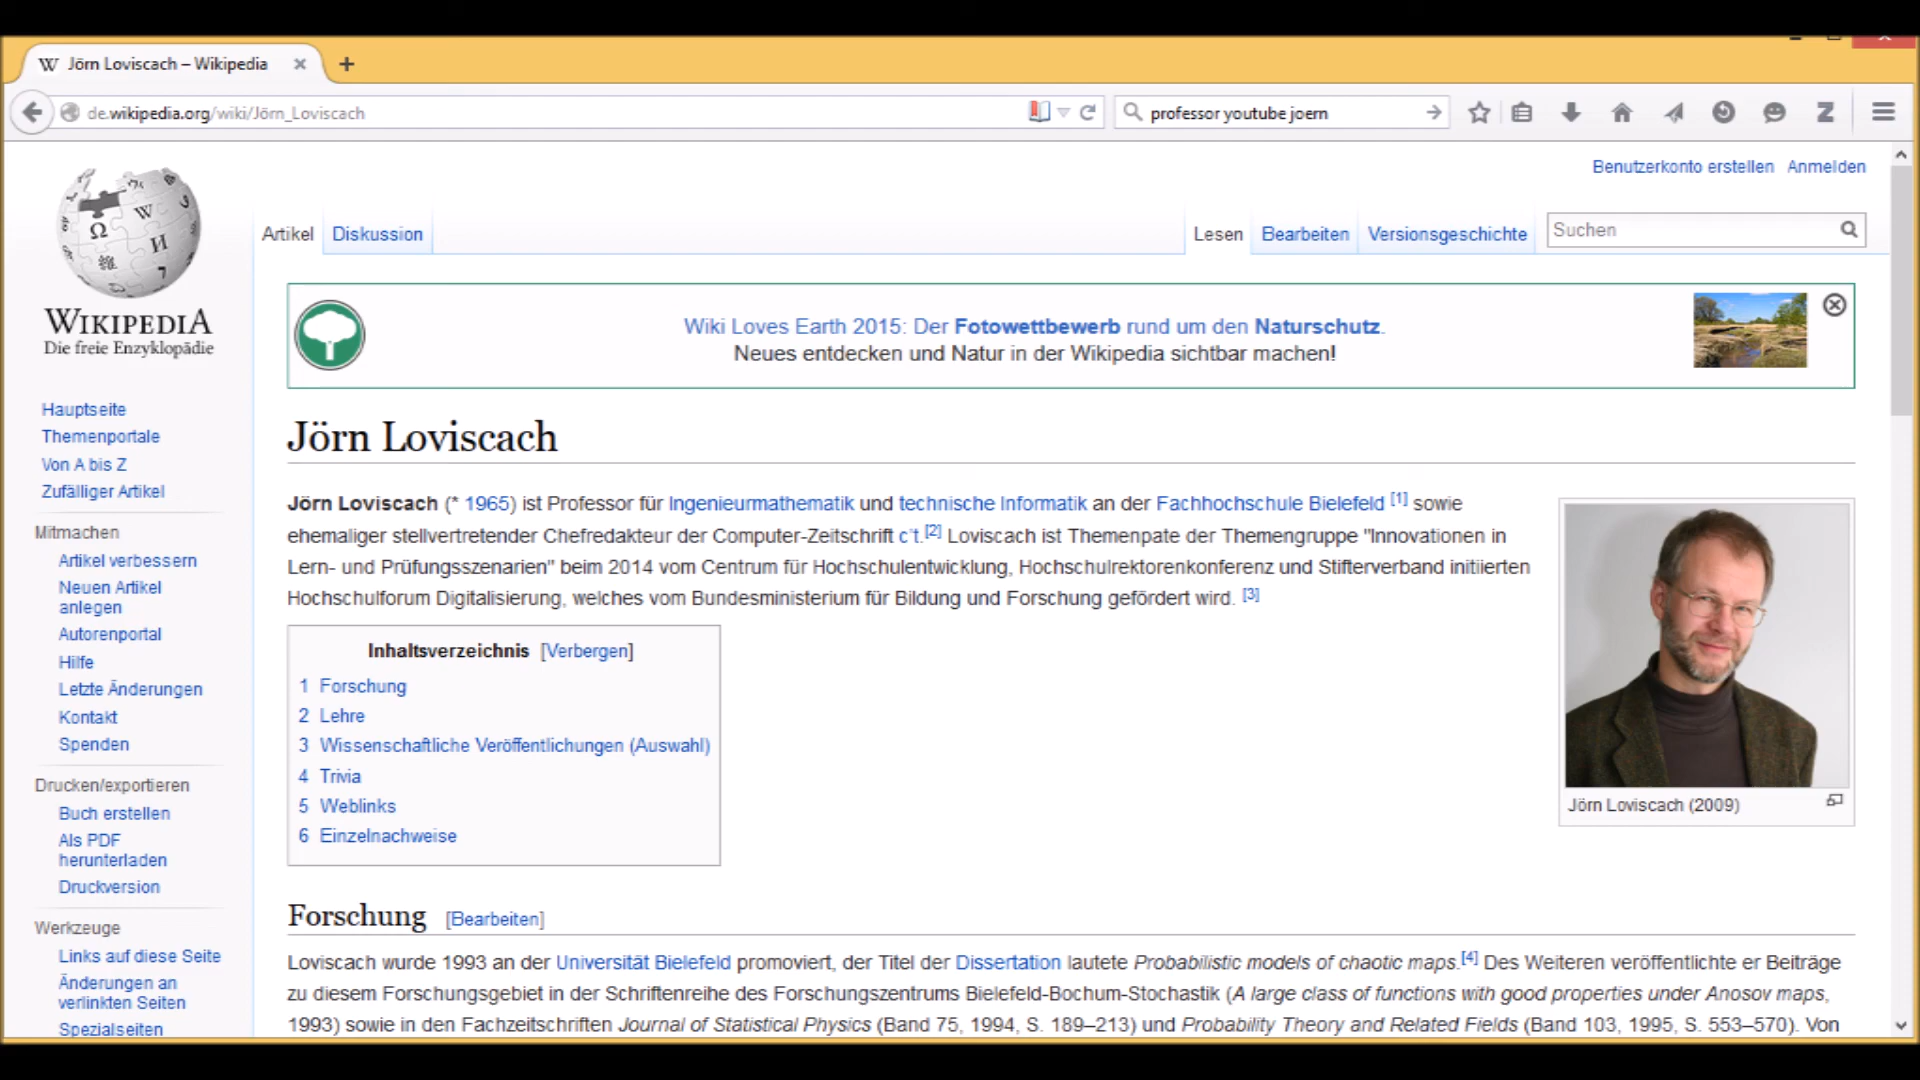 Jörn Loviscach – Wikipedia
de.wikipedia.org/wiki/Jörn_Loviscach
professor youtube joern
Benutzerkonto erstellen Anmelden
Artikel Diskussion
Lesen Bearbeiten Versionsgeschichte
Suchen
WIKIPEDIA
Die freie Enzyklopädie
Hauptseite
Themenportale
Von A bis Z
Zufälliger Artikel
Mitmachen
Artikel verbessern
Neuen Artikel
anlegen
Autorenportal
Hilfe
Letzte Änderungen
Kontakt
Spenden
Drucken/exportieren
Buch erstellen
Als PDF
herunterladen
Druckversion
Werkzeuge
Links auf diese Seite
Änderungen an
verlinkten Seiten
Spezialseiten
Wiki Loves Earth 2015: Der Fotowettbewerb rund um den Naturschutz.
Neues entdecken und Natur in der Wikipedia sichtbar machen!
Jörn Loviscach
Jörn Loviscach (* 1965) ist Professor für Ingenieurmathematik und technische Informatik an der Fachhochschule Bielefeld [1] sowie
ehemaliger stellvertretender Chefredakteur der Computer-Zeitschrift c't.[2] Loviscach ist Themenpate der Themengruppe "Innovationen in
Lern- und Prüfungsszenarien" beim 2014 vom Centrum für Hochschulentwicklung, Hochschulrektorenkonferenz und Stifterverband initiierten
Hochschulforum Digitalisierung, welches vom Bundesministerium für Bildung und Forschung gefördert wird. [3]
Jörn Loviscach (2009)
Inhaltsverzeichnis [Verbergen]
1 Forschung
2 Lehre
3 Wissenschaftliche Veröffentlichungen (Auswahl)
4 Trivia
5 Weblinks
6 Einzelnachweise
Forschung [Bearbeiten]
Loviscach wurde 1993 an der Universität Bielefeld promoviert, der Titel der Dissertation lautete Probabilistic models of chaotic maps.[4] Des Weiteren veröffentlichte er Beiträge
zu diesem Forschungsgebiet in der Schriftenreihe des Forschungszentrums Bielefeld-Bochum-Stochastik (A large class of functions with good properties under Anosov maps,
1993) sowie in den Fachzeitschriften Journal of Statistical Physics (Band 75, 1994, S. 189–213) und Probability Theory and Related Fields (Band 103, 1995, S. 553–570). Von